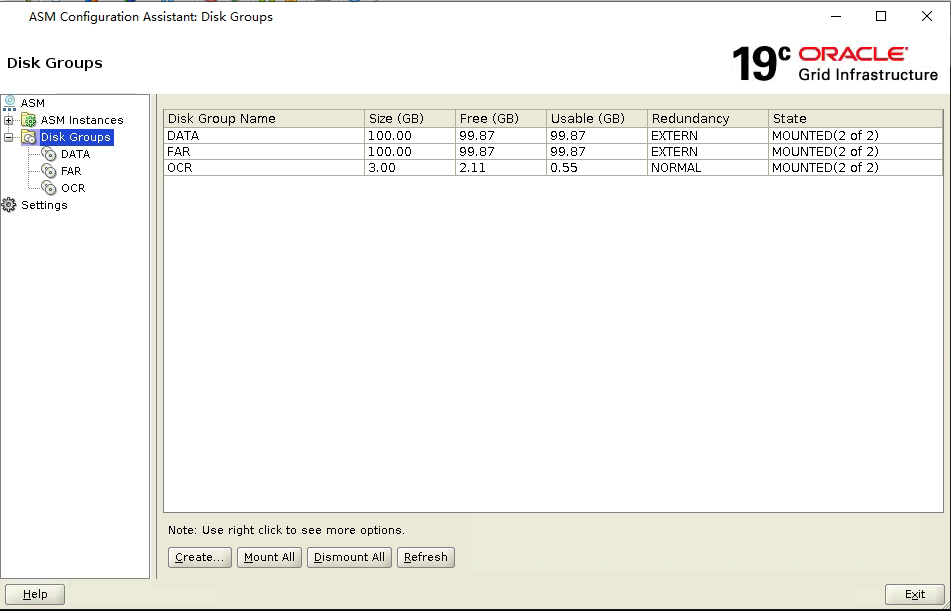 ASM Configuration Assistant: Disk Groups
Disk Groups
19c ORACLE
Grid Infrastructure
ASM
ASM Instances
Disk Groups
DATA
FAR
OCR
Settings
Disk Group Name Size (GB) Free (GB) Usable (GB) Redundancy State
DATA 100.00 99.87 99.87 EXTERN MOUNTED(2 of 2)
FAR 100.00 99.87 99.87 EXTERN MOUNTED(2 of 2)
OCR 3.00 2.11 0.55 NORMAL MOUNTED(2 of 2)
Note: Use right click to see more options.
Create... Mount All Dismount All Refresh
Help Exit